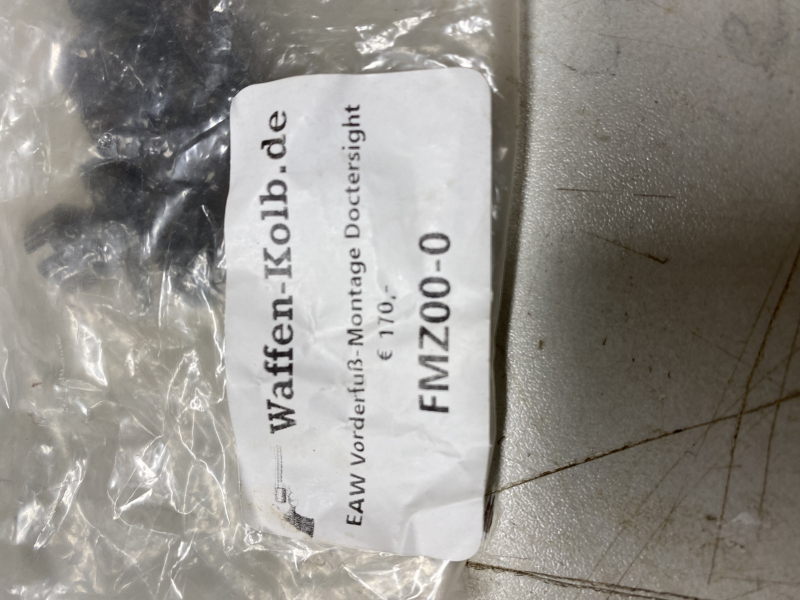 Waffen-Kolb.de
EAW Vorderfuß-Montage Doctersight
€ 170,-
FMZ00-0